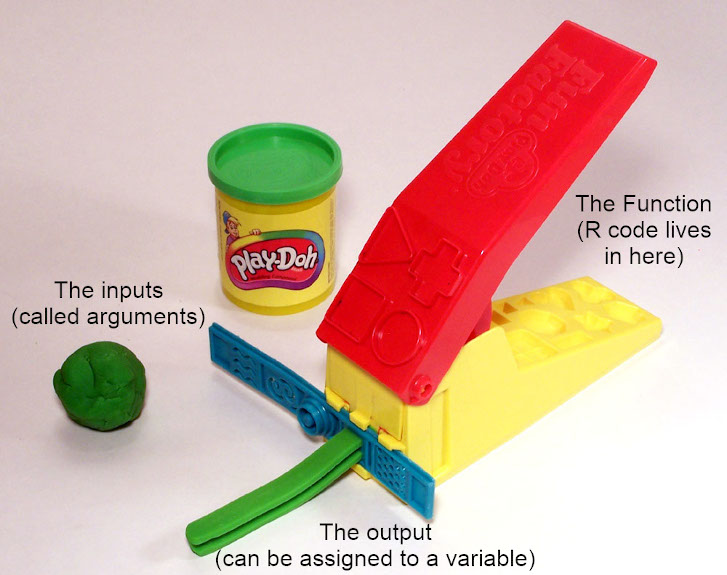 Fun
Factory
Play-Doh
The Function
(R code lives
in here)
Play-Doh
The inputs
(called arguments)
The output
(can be assigned to a variable)